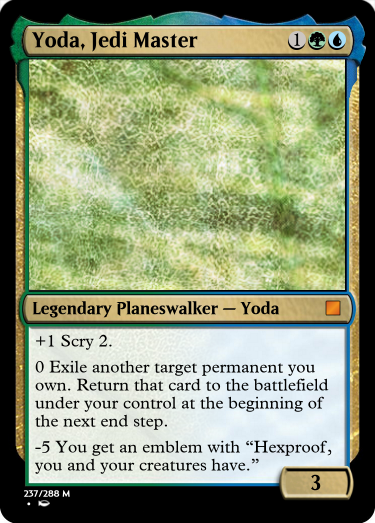 Yoda, Jedi Master 1
Legendary Planeswalker — Yoda
+1 Scry 2.
0 Exile another target permanent you
own. Return that card to the battlefield
under your control at the beginning of
the next end step.
-5 You get an emblem with “Hexproof,
you and your creatures have.”
3
237/288 M